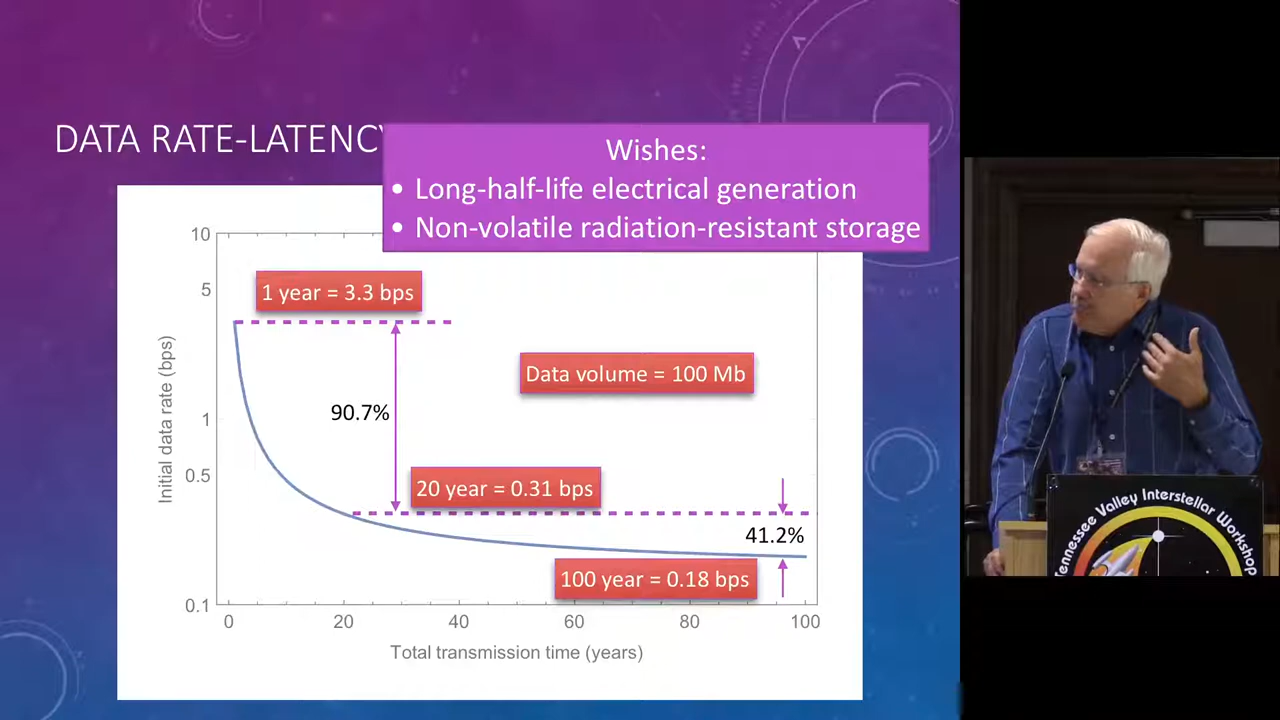 DATA RATE-LATENCY
Wishes:
• Long-half-life electrical generation
• Non-volatile radiation-resistant storage
10
5
1
0.5
0.1
Initial data rate (bps)
1 year = 3.3 bps
Data volume = 100 Mb
90.7%
20 year = 0.31 bps
41.2%
100 year = 0.18 bps
0 20 40 60 80 100
Total transmission time (years)
Tennessee Valley Interstellar Workshop